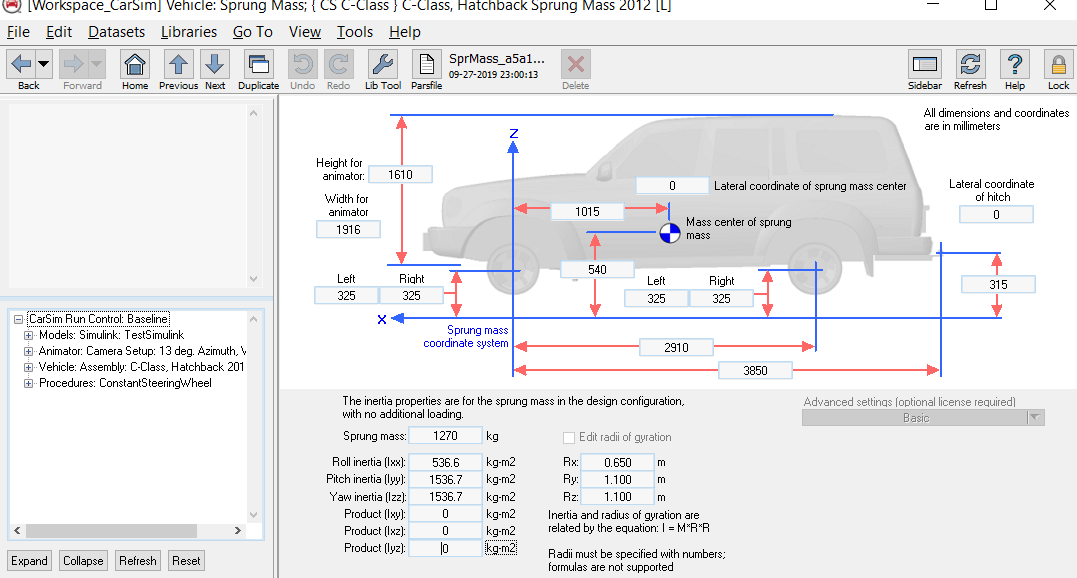 [Workspace_CarSim] Vehicle: Sprung Mass; { CS C-Class } C-Class, Hatchback Sprung Mass 2012 [L]
File Edit Datasets Libraries Go To View Tools Help
Back Forward Home Previous Next Duplicate Undo Redo Lib Tool Parsfile
SprMass_a5a1...
09-27-2019 23:00:13
Delete Sidebar Refresh Help Lock
All dimensions and coordinates
are in millimeters
Z
Height for
animator: 1610
Width for
animator
1916
0 Lateral coordinate of sprung mass center
Lateral coordinate
of hitch
0
1015
Mass center of sprung
mass
540
Left Right
325 325
Left Right
325 325
315
X
Sprung mass
coordinate system
2910
3850
CarSim Run Control: Baseline
Models: Simulink: TestSimulink
Animator: Camera Setup: 13 deg. Azimuth, V
Vehicle: Assembly: C-Class, Hatchback 201
Procedures: ConstantSteeringWheel
Expand Collapse Refresh Reset
The inertia properties are for the sprung mass in the design configuration,
with no additional loading.
Advanced settings (optional license required)
Basic
Sprung mass: 1270 kg
Edit radii of gyration
Roll inertia (Ixx): 536.6 kg-m2 Rx: 0.650 m
Pitch inertia (Iyy): 1536.7 kg-m2 Ry: 1.100 m
Yaw inertia (Izz): 1536.7 kg-m2 Rz: 1.100 m
Product (Ixy): 0 kg-m2
Product (Ixz): 0 kg-m2
Product (Iyz): 0 kg-m2
Inertia and radius of gyration are
related by the equation: I = M*R*R
Radii must be specified with numbers;
formulas are not supported